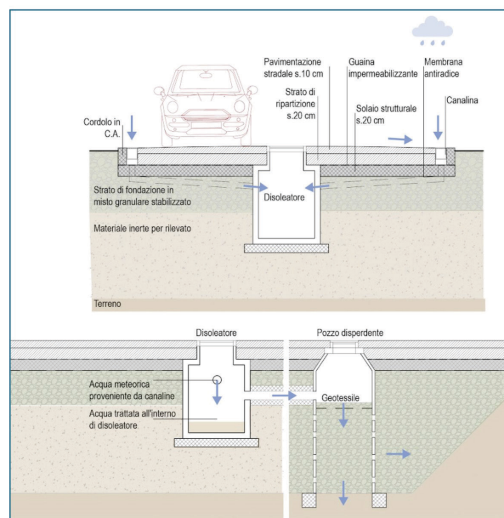 Pavimentazione
stradale s.10 cm
Guaina
impermeabilizzante
Membrana
antiradice
Strato di
ripartizione
s.20 cm
Solaio strutturale
s.20 cm
Canalina
Cordolo in
C.A.
Strato di fondazione in
misto granulare stabilizzato
Disoleatore
Materiale inerte per rilevato
Terreno
Disoleatore
Pozzo disperdente
Acqua meteorica
proveniente da canaline
Geotessile
Acqua trattata all'interno
di disoleatore